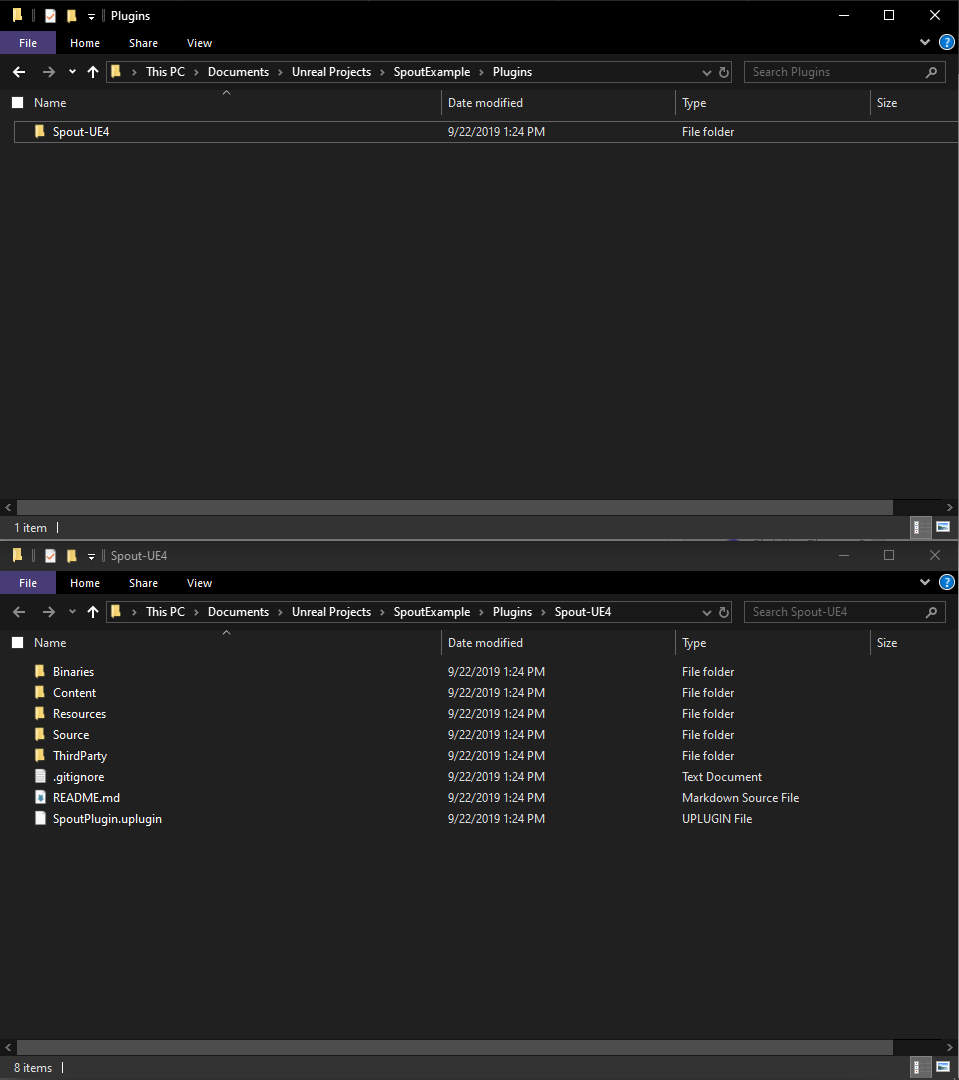 Plugins
File Home Share View
This PC Documents Unreal Projects SpoutExample Plugins Search Plugins
Name Date modified Type Size
Spout-UE4 9/22/2019 1:24 PM File folder
1 item
Spout-UE4
File Home Share View
This PC Documents Unreal Projects SpoutExample Plugins Spout-UE4 Search Spout-UE4
Name Date modified Type Size
Binaries 9/22/2019 1:24 PM File folder
Content 9/22/2019 1:24 PM File folder
Resources 9/22/2019 1:24 PM File folder
Source 9/22/2019 1:24 PM File folder
ThirdParty 9/22/2019 1:24 PM File folder
.gitignore 9/22/2019 1:24 PM Text Document
README.md 9/22/2019 1:24 PM Markdown Source File
SpoutPlugin.uplugin 9/22/2019 1:24 PM UPLUGIN File
8 items